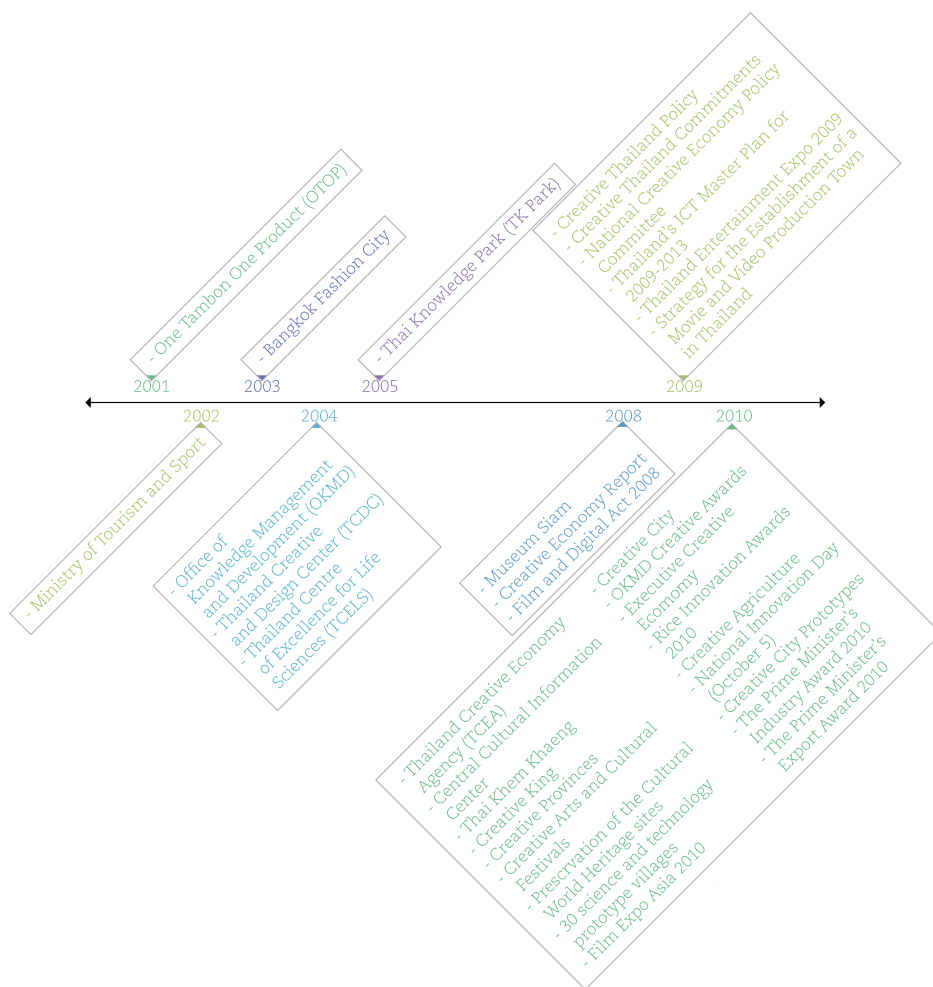 - One Tambon One Product (OTOP)
2001
- Ministry of Tourism and Sport
2002
- Bangkok Fashion City
2003
- Office of
Knowledge Management
and Development (OKMD)
- Thailand Creative
and Design Center (TCDC)
- Thailand Centre
of Excellence for Life
Sciences (TCELS)
2004
- Thai Knowledge Park (TK Park)
2005
- Museum Siam
- Creative Economy Report
- Film and Digital Act 2008
2008
- Creative Thailand Policy
- Creative Thailand Commitments
- National Creative Economy Policy
Committee
- Thailand's ICT Master Plan for
2009-2013
- Thailand Entertainment Expo 2009
- Strategy for the Establishment of a
Movie and Video Production Town
in Thailand
2009
2010
- Thailand Creative Economy
Agency (TCEA)
- Central Cultural Information
Center
- Thai Khem Khaeng
- Creative King
- Creative Provinces
- Creative Arts and Cultural
Festivals
- Prescrvation of the Cultural
World Heritage sites
- 30 science and technology
prototype villages
- Film Expo Asia 2010
- Creative City
- OKMD Creative Awards
- Executive Creative
Ecomomy
- Rice Innovation Awards
2010
- Creative Agriculture
- National Innovation Day
(October 5)
- Creative City Prototypes
- The Prime Minister's
Industry Award 2010
- The Prime Minister's
Export Award 2010